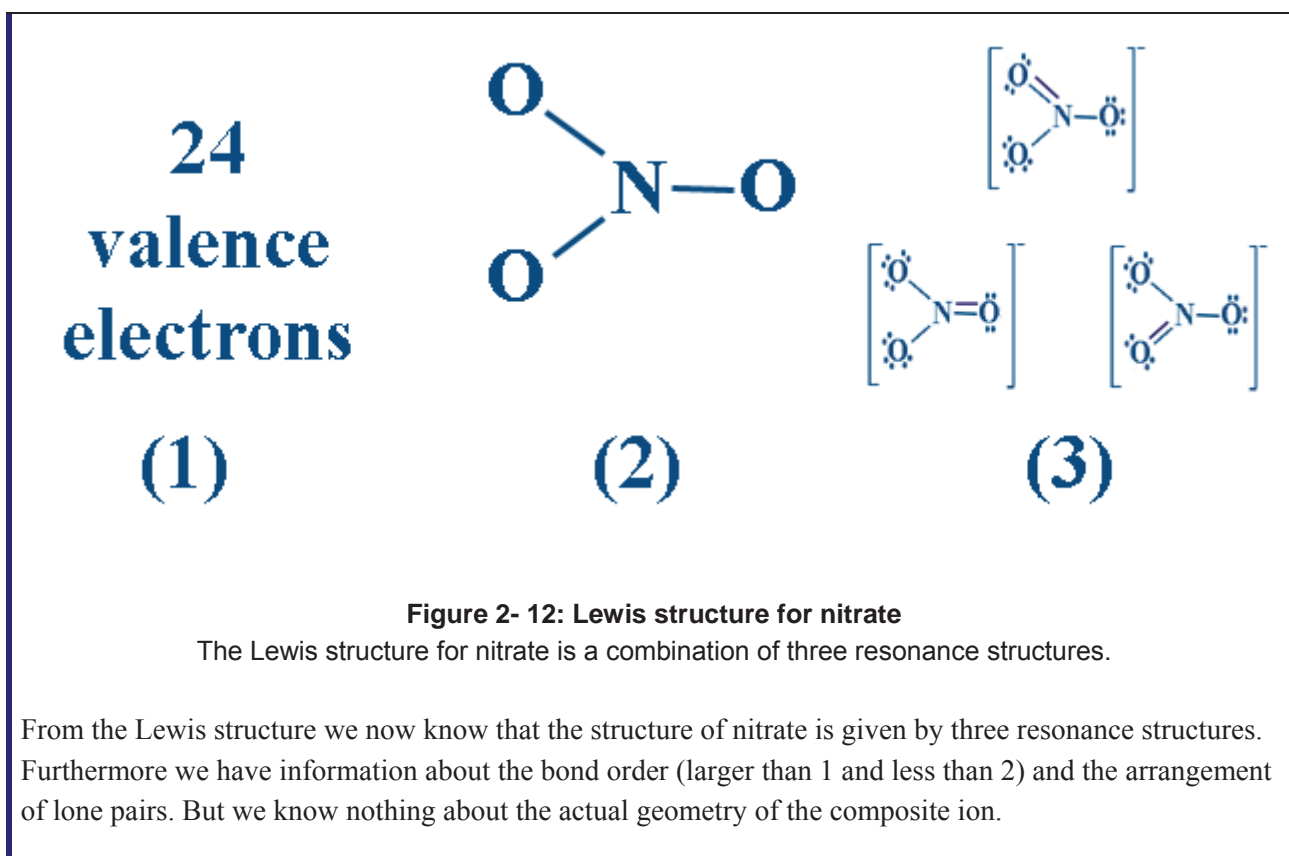 24
valence
electrons
(1)
O
N—O
O
(2)
[O=N—O]⁻
O
[O
N=O]⁻
O
[O
N—O]⁻
O
(3)
Figure 2- 12: Lewis structure for nitrate
The Lewis structure for nitrate is a combination of three resonance structures.
From the Lewis structure we now know that the structure of nitrate is given by three resonance structures.
Furthermore we have information about the bond order (larger than 1 and less than 2) and the arrangement
of lone pairs. But we know nothing about the actual geometry of the composite ion.